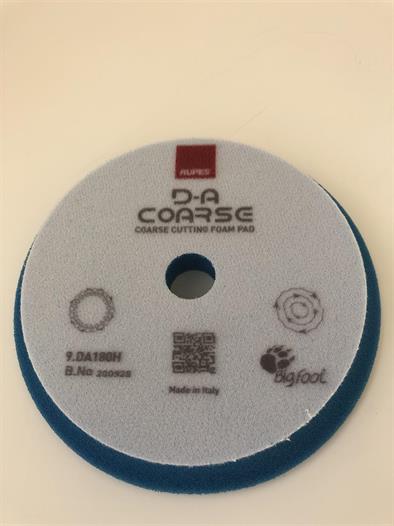 RUPES
D-A
COARSE
COARSE CUTTING FOAM PAD
9.DA180H
B.No 200928
Made in Italy
Bigfoot